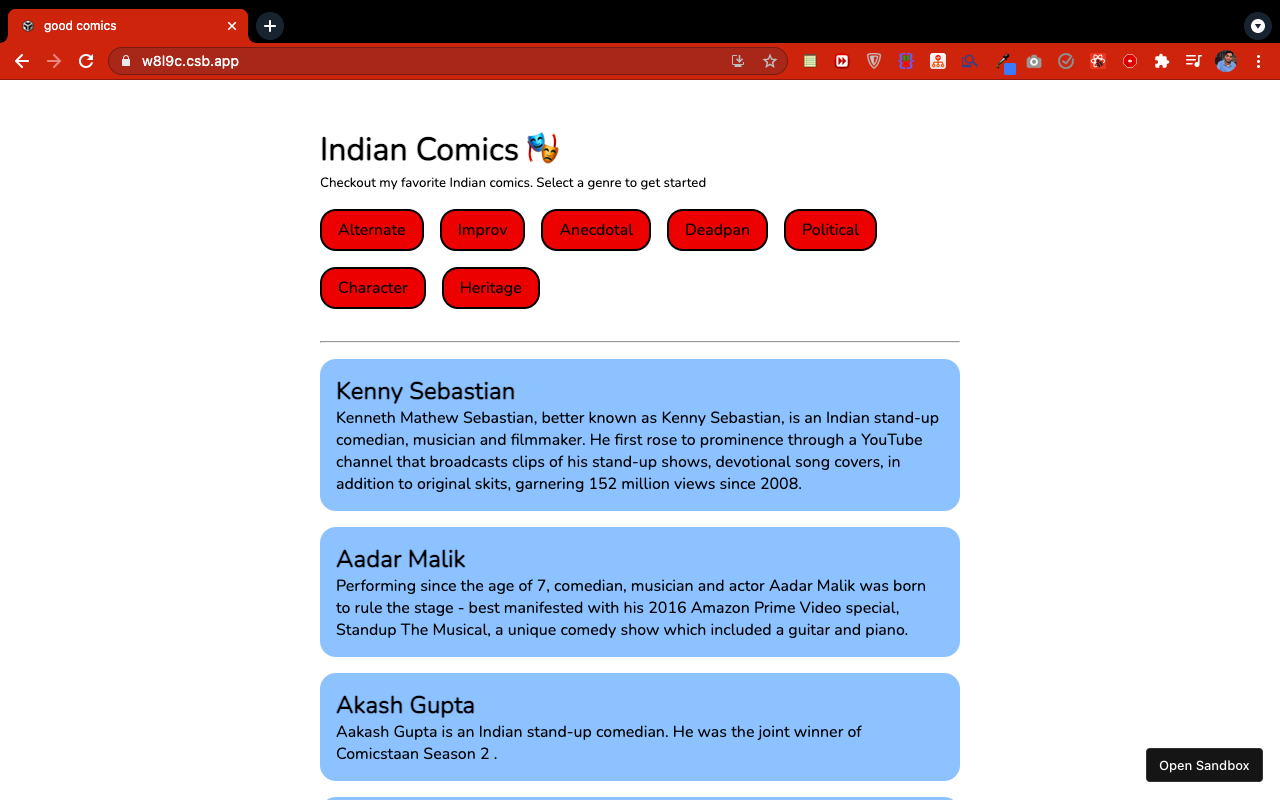 good comics
w8l9c.csb.app
Indian Comics
Checkout my favorite Indian comics. Select a genre to get started
Alternate Improv Anecdotal Deadpan Political
Character Heritage
Kenny Sebastian
Kenneth Mathew Sebastian, better known as Kenny Sebastian, is an Indian stand-up
comedian, musician and filmmaker. He first rose to prominence through a YouTube
channel that broadcasts clips of his stand-up shows, devotional song covers, in
addition to original skits, garnering 152 million views since 2008.
Aadar Malik
Performing since the age of 7, comedian, musician and actor Aadar Malik was born
to rule the stage - best manifested with his 2016 Amazon Prime Video special,
Standup The Musical, a unique comedy show which included a guitar and piano.
Akash Gupta
Aakash Gupta is an Indian stand-up comedian. He was the joint winner of
Comicstaan Season 2 .
Open Sandbox